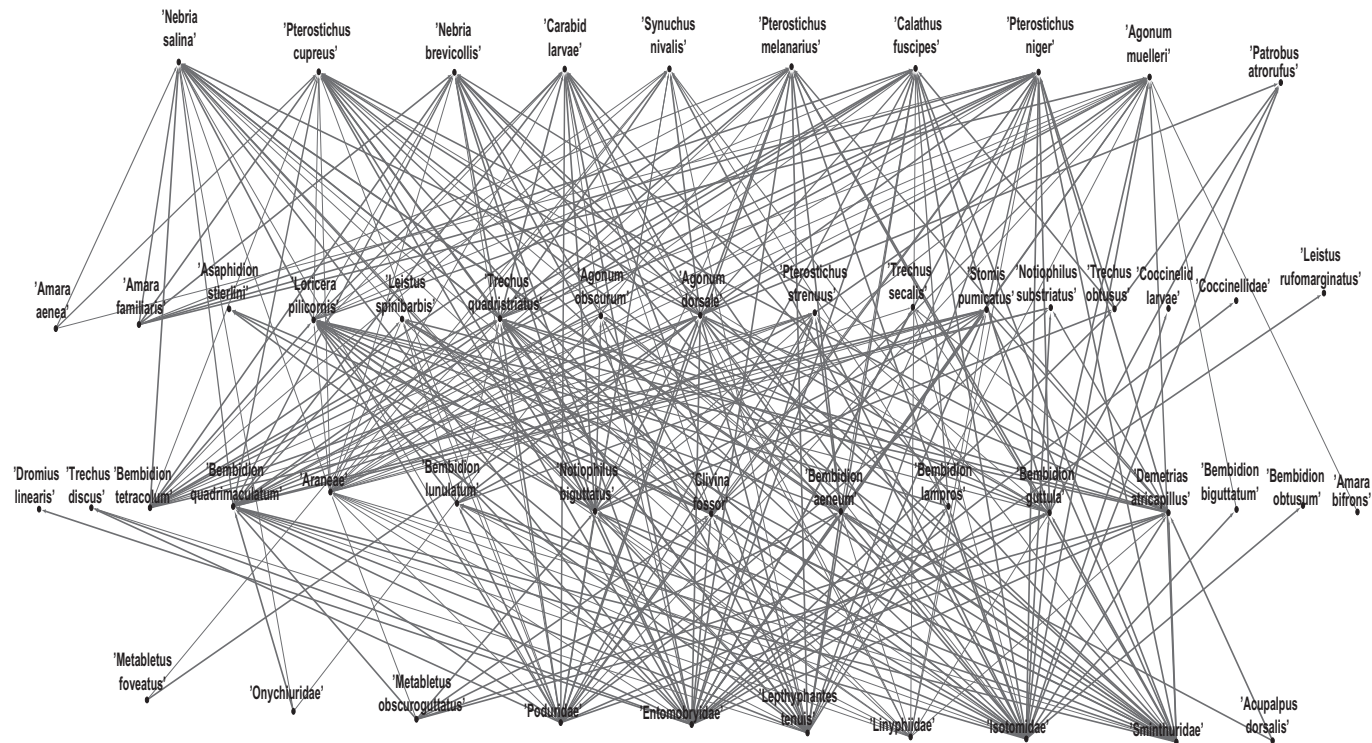 ’Nebria
salina’
’Pterostichus
cupreus’
’Nebria
brevicollis’
’Carabid
larvae’
’Synuchus
nivalis’
’Pterostichus
melanarius’
’Calathus
fuscipes’
’Pterostichus
niger’
’Agonum
muelleri’
’Patrobus
atrorufus’
’Amara
aenea’
’Amara
familiaris’
’Asaphidion
stierlini’
’Loricera
pilicornis’
’Leistus
spinibarbis’
’Trechus
quadristriatus’
’Agonum
obscurum’
’Agonum
dorsale’
’Pterostichus
strenuus’
’Trechus
secalis’
’Stomis
pumicatus’
’Notiophilus
substriatus’
’Trechus
obtusus’
’Coccinelid
larvae’
’Coccinellidae’
’Leistus
rufomarginatus’
’Dromius
linearis’
’Trechus
discus’
’Bembidion
tetracolum’
’Bembidion
quadrimaculatum’
’Araneae’
’Bembidion
lunulatum’
’Notiophilus
biguttatus’
’Clivina
fossor’
’Bembidion
aeneum’
’Bembidion
lampros’
’Bembidion
guttula’
’Demetrias
atricapillus’
’Bembidion
biguttatum’
’Bembidion
obtusum’
’Amara
bifrons’
’Metabletus
foveatus’
’Onychiuridae’
’Metabletus
obscuroguttatus’
’Poduridae’
’Entomobryidae’
’Lepthyphantes
tenuis’
’Linyphiidae’
’Isotomidae’
’Sminthuridae’
’Acupalpus
dorsalis’